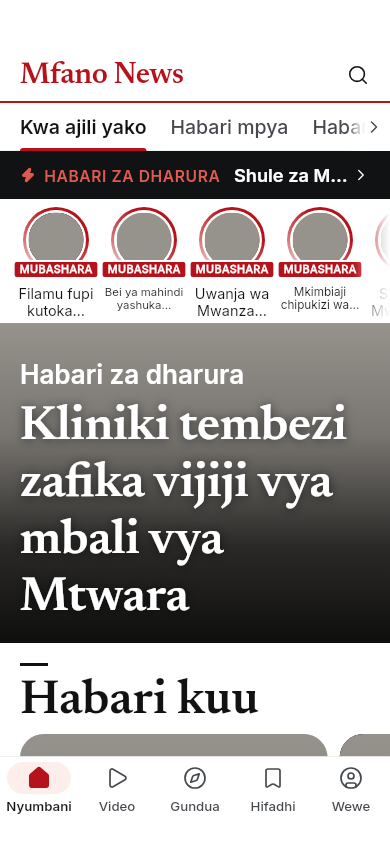 Mfano News
Kwa ajili yako Habari mpya
HABARI ZA DHARURA Shule za M...
MUBASHARA MUBASHARA MUBASHARA MUBASHARA
Filamu fupi kutoka...
Bei ya mahindi yashuka...
Uwanja wa Mwanza...
Mkimbiaji chipukizi wa...
Habari za dharura
Kliniki tembezi
zafika vijiji vya
mbali vya
Mtwara
Habari kuu
Nyumbani Video Gundua Hifadhi Wewe